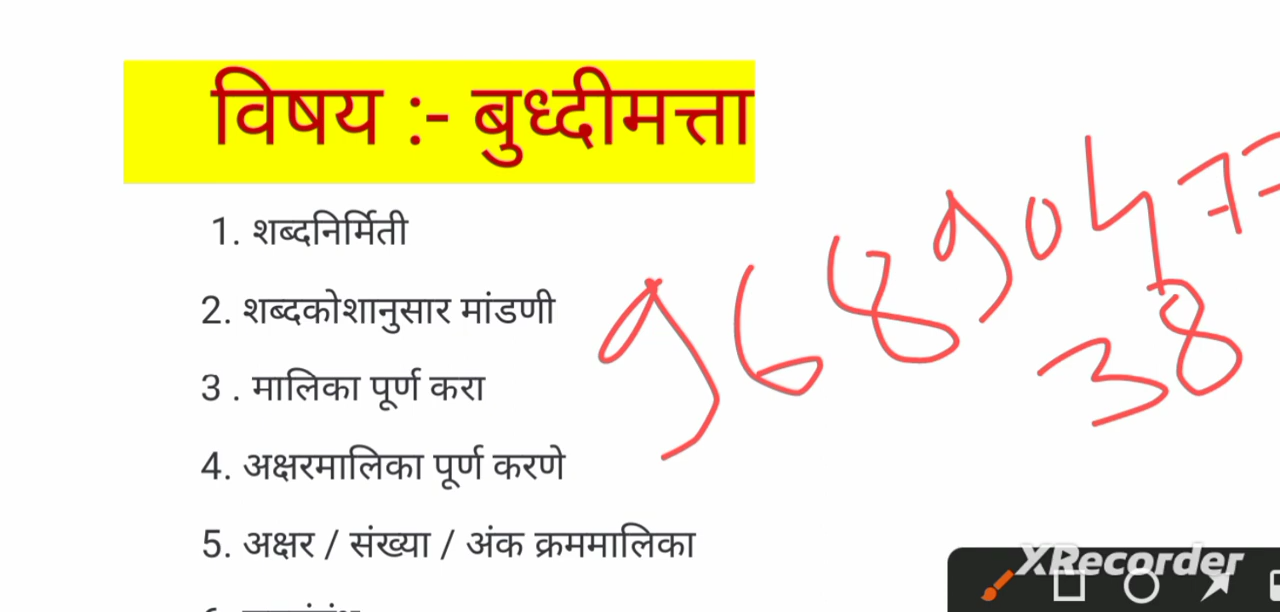 विषय :- बुध्दीमत्ता
1. शब्दनिर्मिती
2. शब्दकोशानुसार मांडणी
3 . मालिका पूर्ण करा
4. अक्षरमालिका पूर्ण करणे
5. अक्षर / संख्या / अंक क्रममालिका
9689047
38
XRecorder